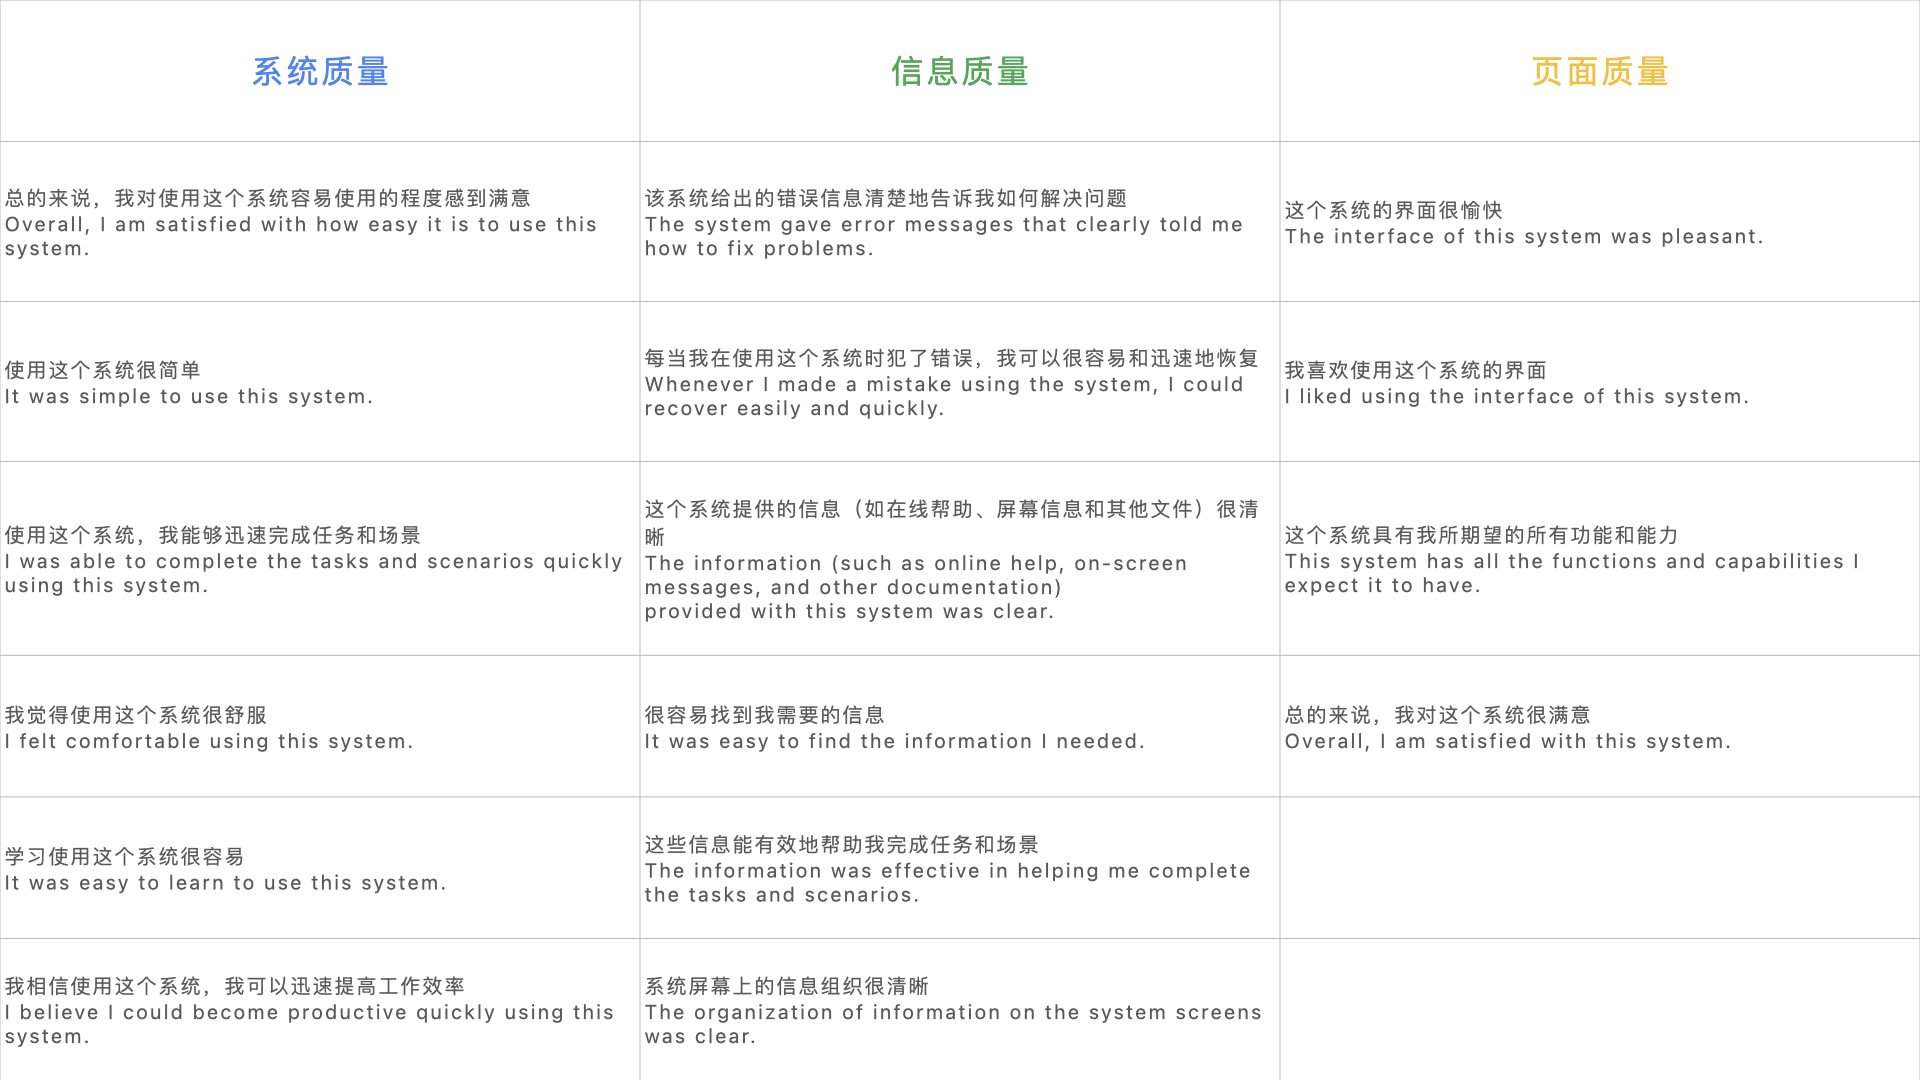 系统质量
信息质量
页面质量
总的来说，我对使用这个系统容易使用的程度感到满意
Overall, I am satisfied with how easy it is to use this
system.
该系统给出的错误信息清楚地告诉我如何解决问题
The system gave error messages that clearly told me
how to fix problems.
这个系统的界面很愉快
The interface of this system was pleasant.
使用这个系统很简单
It was simple to use this system.
每当我在使用这个系统时犯了错误，我可以很容易和迅速地恢复
Whenever I made a mistake using the system, I could
recover easily and quickly.
我喜欢使用这个系统的界面
I liked using the interface of this system.
使用这个系统，我能够迅速完成任务和场景
I was able to complete the tasks and scenarios quickly
using this system.
这个系统提供的信息（如在线帮助、屏幕信息和其他文件）很清
晰
The information (such as online help, on-screen
messages, and other documentation)
provided with this system was clear.
这个系统具有我所期望的所有功能和能力
This system has all the functions and capabilities I
expect it to have.
我觉得使用这个系统很舒服
I felt comfortable using this system.
很容易找到我需要的信息
It was easy to find the information I needed.
总的来说，我对这个系统很满意
Overall, I am satisfied with this system.
学习使用这个系统很容易
It was easy to learn to use this system.
这些信息能有效地帮助我完成任务和场景
The information was effective in helping me complete
the tasks and scenarios.
我相信使用这个系统，我可以迅速提高工作效率
I believe I could become productive quickly using this
system.
系统屏幕上的信息组织很清晰
The organization of information on the system screens
was clear.